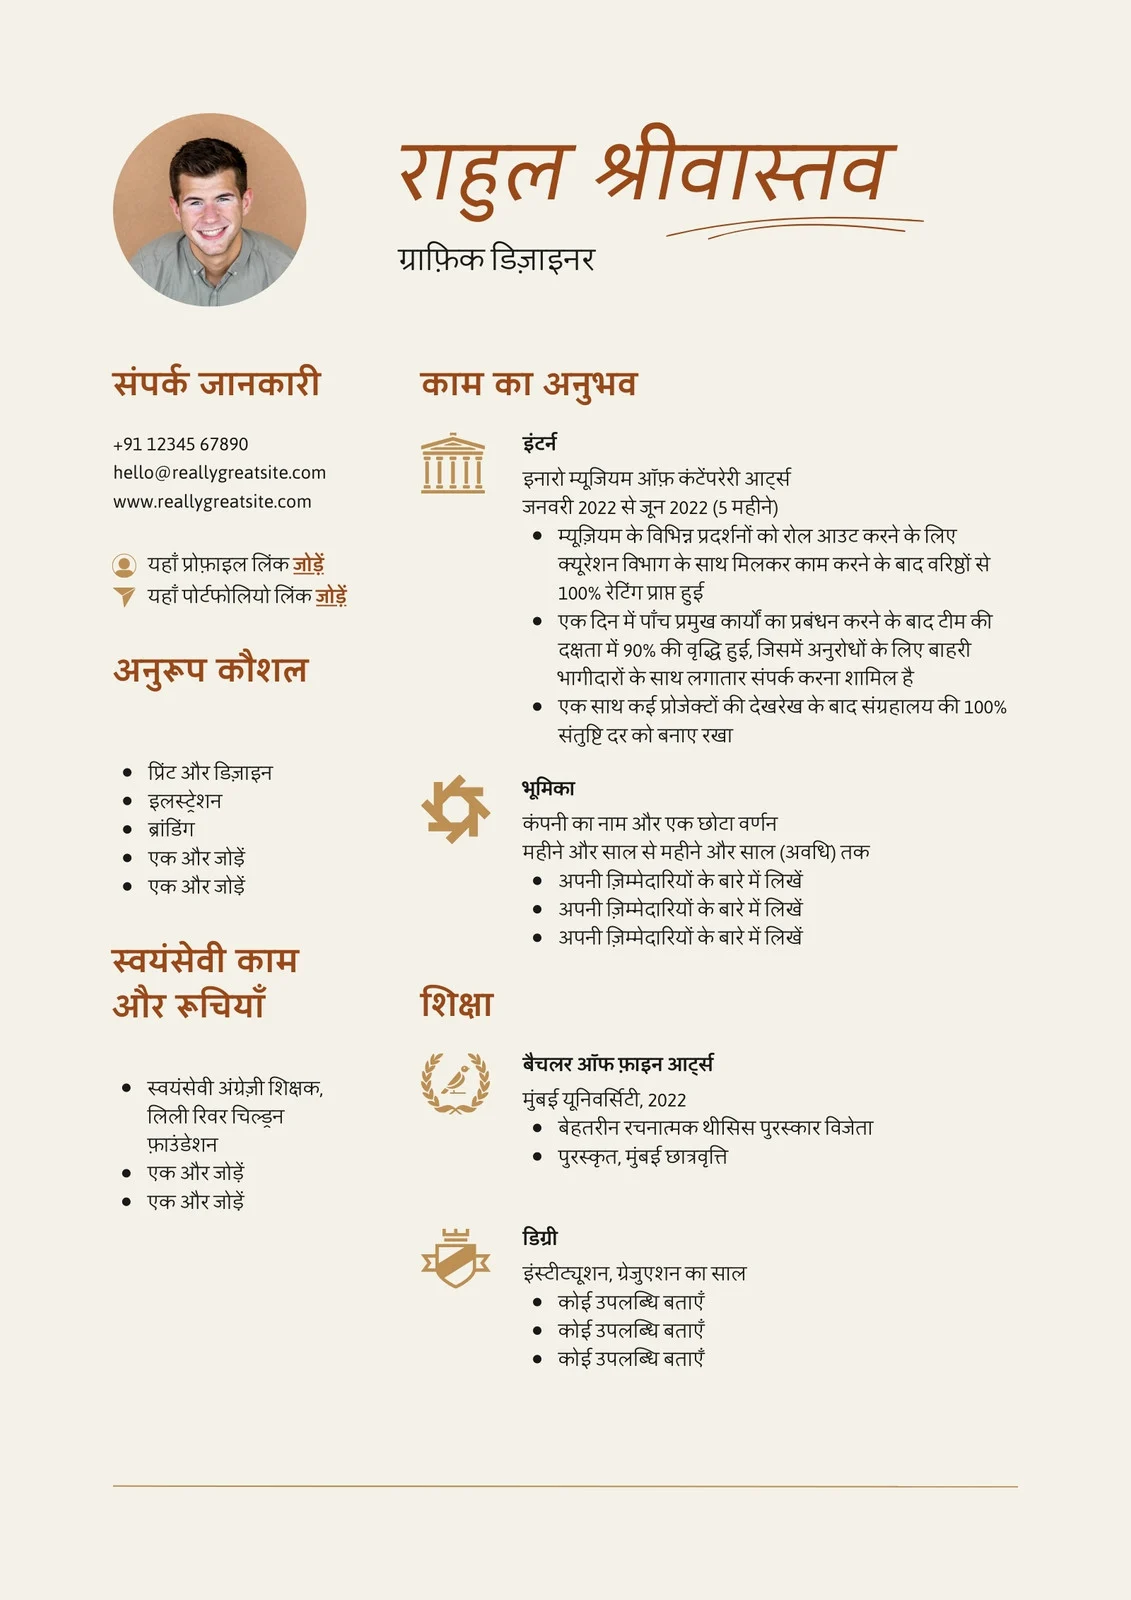 राहुल श्रीवास्तव
ग्राफ़िक डिज़ाइनर
संपर्क जानकारी
+91 12345 67890
hello@reallygreatsite.com
www.reallygreatsite.com
यहाँ प्रोफ़ाइल लिंक जोड़ें
यहाँ पोर्टफोलियो लिंक जोड़ें
अनुरूप कौशल
प्रिंट और डिज़ाइन
इलस्ट्रेशन
ब्रांडिंग
एक और जोड़ें
एक और जोड़ें
स्वयंसेवी काम
और रूचियाँ
स्वयंसेवी अंग्रेज़ी शिक्षक,
लिली रिवर चिल्ड्रन
फ़ाउंडेशन
एक और जोड़ें
एक और जोड़ें
काम का अनुभव
इंटर्न
इनारो म्यूजियम ऑफ़ कंटेंपरेरी आर्ट्स
जनवरी 2022 से जून 2022 (5 महीने)
म्यूज़ियम के विभिन्न प्रदर्शनों को रोल आउट करने के लिए
क्यूरेशन विभाग के साथ मिलकर काम करने के बाद वरिष्ठों से
100% रेटिंग प्राप्त हुई
एक दिन में पाँच प्रमुख कार्यों का प्रबंधन करने के बाद टीम की
दक्षता में 90% की वृद्धि हुई, जिसमें अनुरोधों के लिए बाहरी
भागीदारों के साथ लगातार संपर्क करना शामिल है
एक साथ कई प्रोजेक्टों की देखरेख के बाद संग्रहालय की 100%
संतुष्टि दर को बनाए रखा
भूमिका
कंपनी का नाम और एक छोटा वर्णन
महीने और साल से महीने और साल (अवधि) तक
अपनी ज़िम्मेदारियों के बारे में लिखें
अपनी ज़िम्मेदारियों के बारे में लिखें
अपनी ज़िम्मेदारियों के बारे में लिखें
शिक्षा
बैचलर ऑफ फ़ाइन आर्ट्स
मुंबई यूनिवर्सिटी, 2022
बेहतरीन रचनात्मक थीसिस पुरस्कार विजेता
पुरस्कृत, मुंबई छात्रवृत्ति
डिग्री
इंस्टीट्यूशन, ग्रेजुएशन का साल
कोई उपलब्धि बताएँ
कोई उपलब्धि बताएँ
कोई उपलब्धि बताएँ